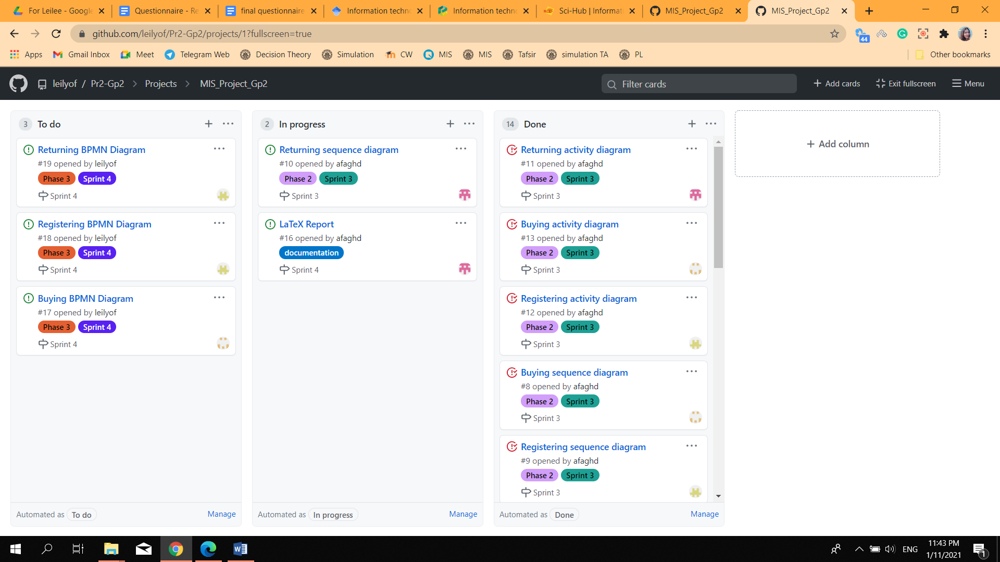 For Leilee - Google
Questionnaire - Re
final questionnaire
Information techno
Information techno
Sci-Hub | Informati
MIS_Project_Gp2
MIS_Project_Gp2
github.com/leilyof/Pr2-Gp2/projects/1?fullscreen=true
44
Apps
Gmail Inbox
Meet
Telegram Web
Decision Theory
Simulation
CW
MIS
MIS
Tafsir
simulation TA
PL
Other bookmarks
leilyof / Pr2-Gp2
Projects
MIS_Project_Gp2
Filter cards
Add cards
Exit fullscreen
Menu
3 To do
Returning BPMN Diagram
#19 opened by leilyof
Phase 3 Sprint 4
Sprint 4
Registering BPMN Diagram
#18 opened by leilyof
Phase 3 Sprint 4
Sprint 4
Buying BPMN Diagram
#17 opened by leilyof
Phase 3 Sprint 4
Sprint 4
Automated as To do
Manage
2 In progress
Returning sequence diagram
#10 opened by afaghd
Phase 2 Sprint 3
Sprint 3
LaTeX Report
#16 opened by afaghd
documentation
Sprint 4
Automated as In progress
Manage
14 Done
Returning activity diagram
#11 opened by afaghd
Phase 2 Sprint 3
Sprint 3
Buying activity diagram
#13 opened by afaghd
Phase 2 Sprint 3
Sprint 3
Registering activity diagram
#12 opened by afaghd
Phase 2 Sprint 3
Sprint 3
Buying sequence diagram
#8 opened by afaghd
Phase 2 Sprint 3
Sprint 3
Registering sequence diagram
#9 opened by afaghd
Phase 2 Sprint 3
Sprint 3
Automated as Done
Manage
Add column
ENG
11:43 PM
1/11/2021
1